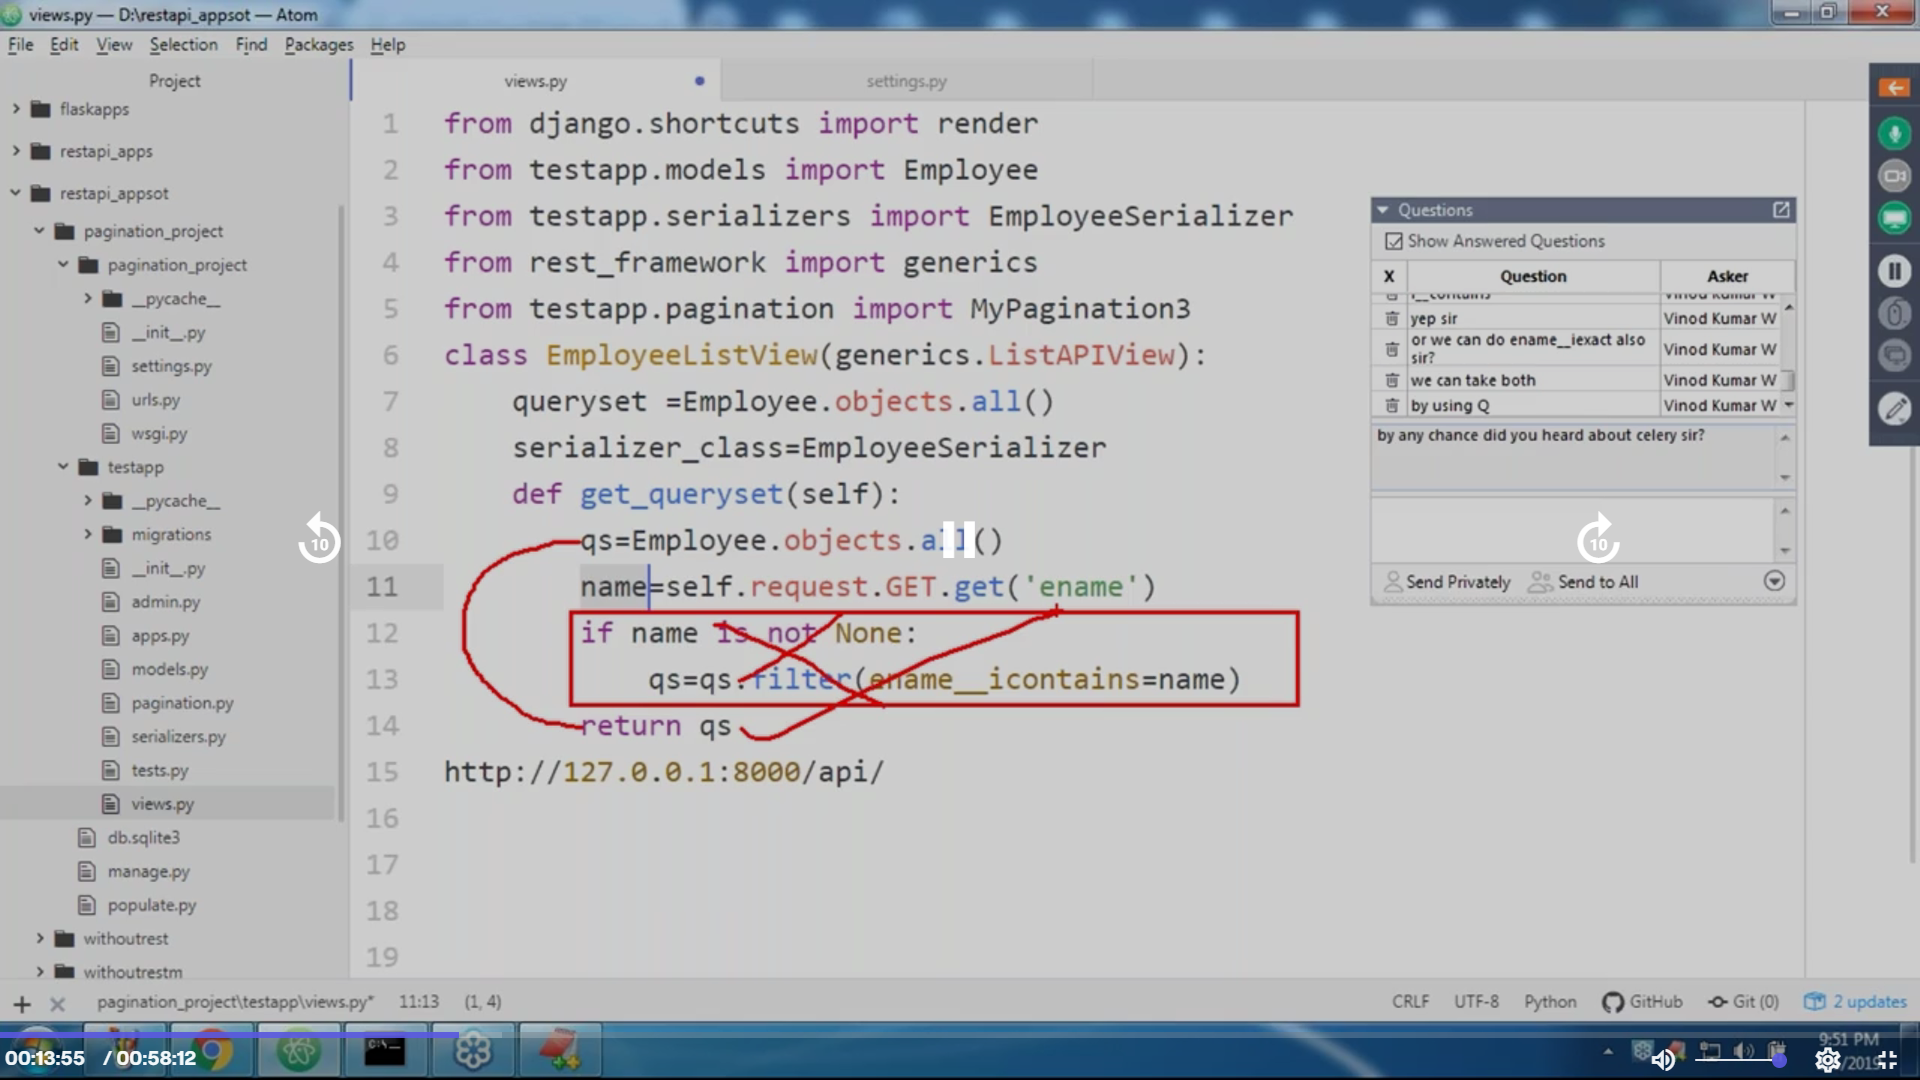 views.py — D:\restapi_appsot — Atom
File Edit View Selection Find Packages Help
Project
flaskapps
restapi_apps
restapi_appsot
pagination_project
pagination_project
__pycache__
__init__.py
settings.py
urls.py
wsgi.py
testapp
__pycache__
migrations
__init__.py
admin.py
apps.py
models.py
pagination.py
serializers.py
tests.py
views.py
db.sqlite3
manage.py
populate.py
withoutrest
withoutrestm
views.py settings.py
1 from django.shortcuts import render
2 from testapp.models import Employee
3 from testapp.serializers import EmployeeSerializer
4 from rest_framework import generics
5 from testapp.pagination import MyPagination3
6 class EmployeeListView(generics.ListAPIView):
7 queryset =Employee.objects.all()
8 serializer_class=EmployeeSerializer
9 def get_queryset(self):
10 qs=Employee.objects.all()
11 name=self.request.GET.get('ename')
12 if name is not None:
13 qs=qs.filter(ename__icontains=name)
14 return qs
15 http://127.0.0.1:8000/api/
16
17
18
19
10
10
Questions
Show Answered Questions
X Question Asker
i__contains Vinod Kumar W
yep sir Vinod Kumar W
or we can do ename__iexact also
sir? Vinod Kumar W
we can take both Vinod Kumar W
by using Q Vinod Kumar W
by any chance did you heard about celery sir?
Send Privately Send to All
pagination_project\testapp\views.py* 11:13 (1, 4) CRLF UTF-8 Python GitHub Git (0) 2 updates
00:13:55 / 00:58:12
9:51 PM